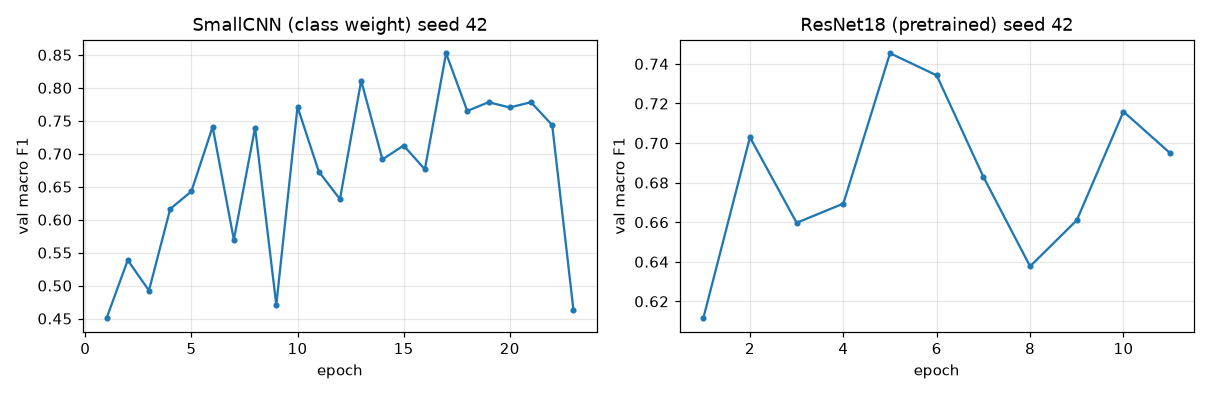 SmallCNN (class weight) seed 42
val macro F1
0.85
0.80
0.75
0.70
0.65
0.60
0.55
0.50
0.45
0 5 10 15 20
epoch
ResNet18 (pretrained) seed 42
val macro F1
0.74
0.72
0.70
0.68
0.66
0.64
0.62
2 4 6 8 10
epoch